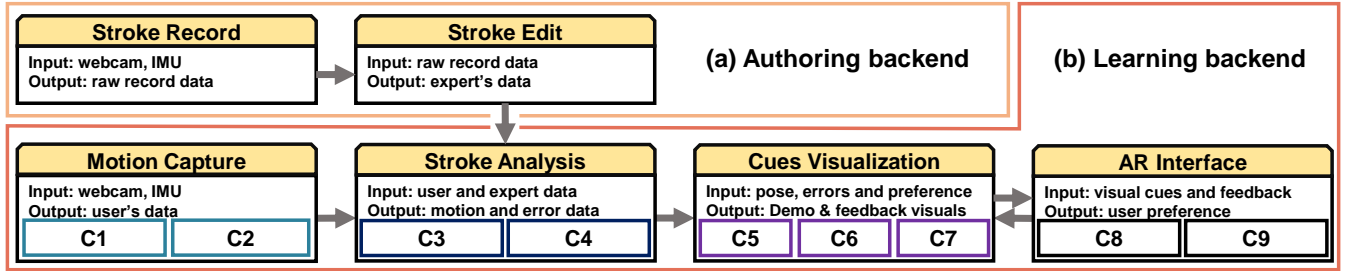 Stroke Record
Input: webcam, IMU
Output: raw record data
Stroke Edit
Input: raw record data
Output: expert's data
(a) Authoring backend
(b) Learning backend
Motion Capture
Input: webcam, IMU
Output: user's data
C1 C2
Stroke Analysis
Input: user and expert data
Output: motion and error data
C3 C4
Cues Visualization
Input: pose, errors and preference
Output: Demo & feedback visuals
C5 C6 C7
AR Interface
Input: visual cues and feedback
Output: user preference
C8 C9